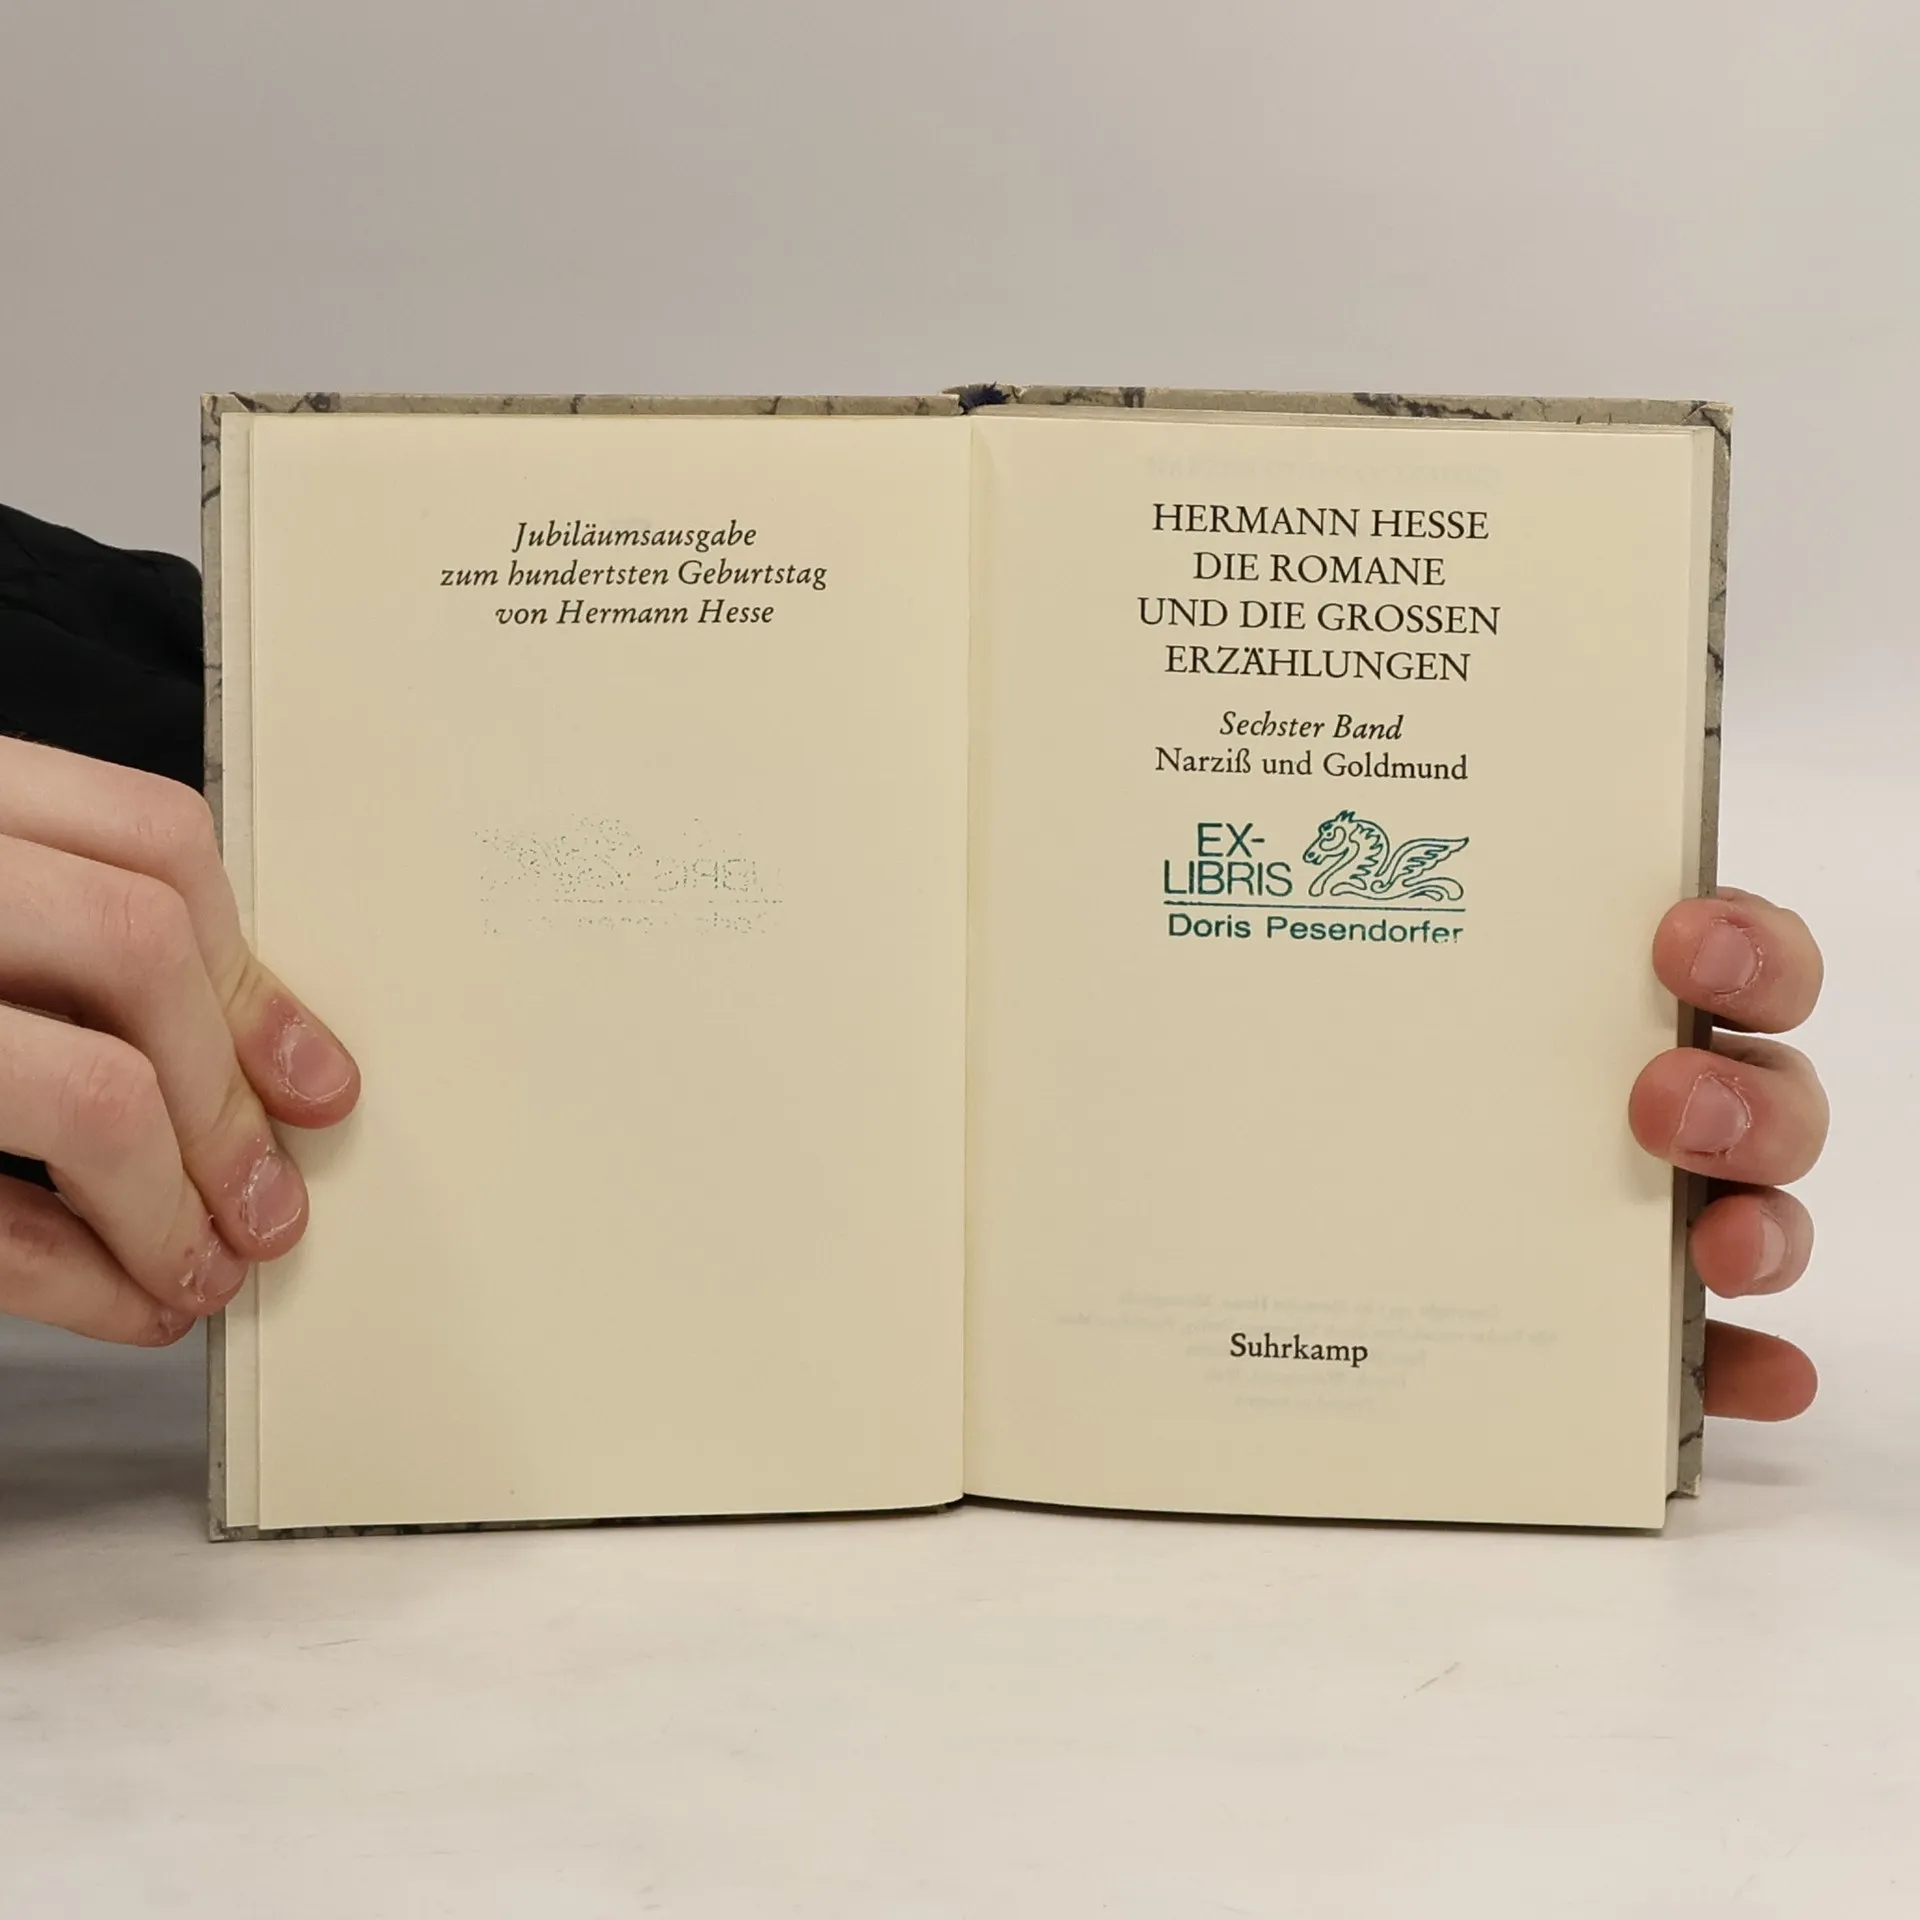 Jubiläumsausgabe
zum hundertsten Geburtstag
von Hermann Hesse
HERMANN HESSE
DIE ROMANE
UND DIE GROSSEN
ERZÄHLUNGEN
Sechster Band
Narziß und Goldmund
EX-
LIBRIS
Doris Pesendorfer
Suhrkamp